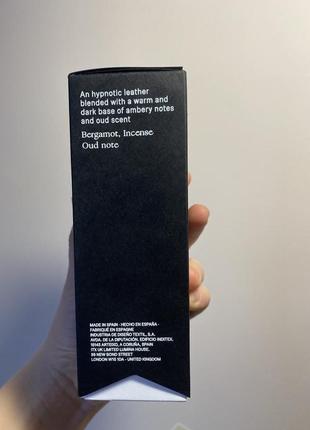 An hypnotic leather
blended with a warm and
dark base of ambery notes
and oud scent
Bergamot, Incense
Oud note
MADE IN SPAIN - HECHO EN ESPAÑA -
FABRIQUÉ EN ESPAGNE
INDUSTRIA DE DISEÑO TEXTIL, S.A.
AVDA. DE LA DIPUTACIÓN. EDIFICIO INDITEX,
15143 ARTEIXO, A CORUÑA, SPAIN
ITX UK LIMITED LUMINA HOUSE.
89 NEW BOND STREET
LONDON W1S 1DA - UNITED KINGDOM